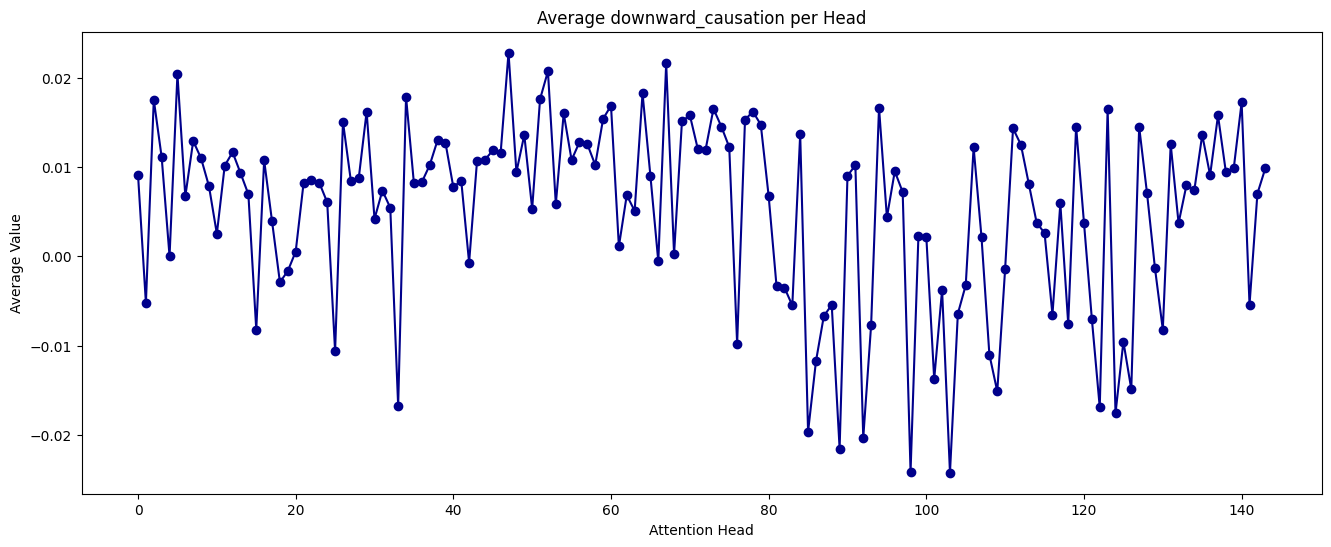 Average downward_causation per Head
Average Value
0.02
0.01
0.00
−0.01
−0.02
0 20 40 60 80 100 120 140
Attention Head